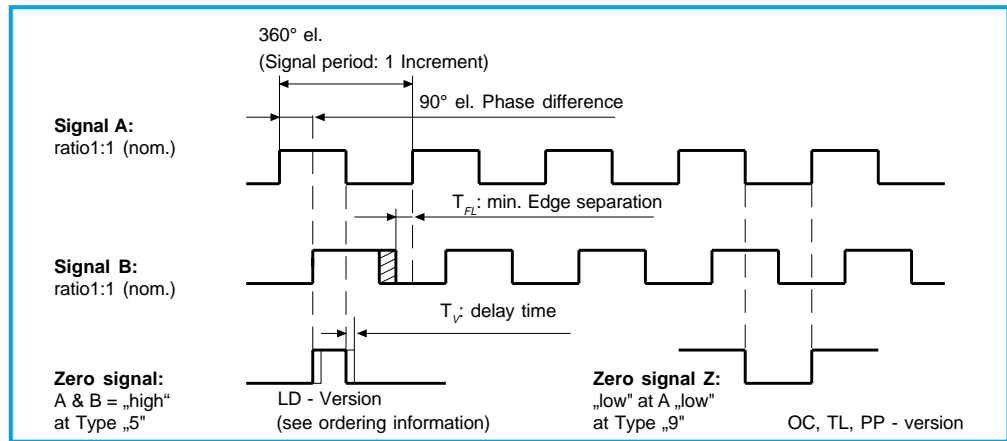 360° el.
(Signal period: 1 Increment)
90° el. Phase difference
Signal A:
ratio1:1 (nom.)
T_FL: min. Edge separation
Signal B:
ratio1:1 (nom.)
T_V: delay time
Zero signal:
A & B = „high“
at Type „5"
LD - Version
(see ordering information)
Zero signal Z:
„low" at A „low"
at Type „9"
OC, TL, PP - version